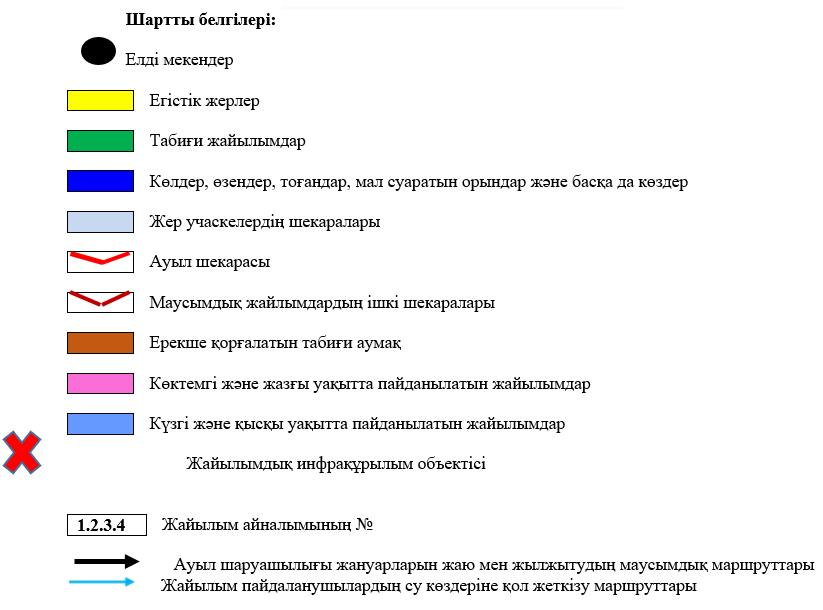 Шартты белгілері:
Елді мекендер
Егістік жерлер
Табиғи жайылымдар
Көлдер, өзендер, тоғандар, мал суаратын орындар және басқа да көздер
Жер учаскелердің шекаралары
Ауыл шекарасы
Маусымдық жайлымдардың ішкі шекаралары
Ерекше қорғалатын табиғи аумақ
Көктемгі және жазғы уақытта пайданылатын жайылымдар
Күзгі және қысқы уақытта пайданылатын жайылымдар
Жайылымдық инфрақұрылым объектісі
1.2.3.4 Жайылым айналымының №
Ауыл шаруашылығы жануарларын жаю мен жылжытудың маусымдық маршруттары
Жайылым пайдаланушылардың су көздеріне қол жеткізу маршруттары